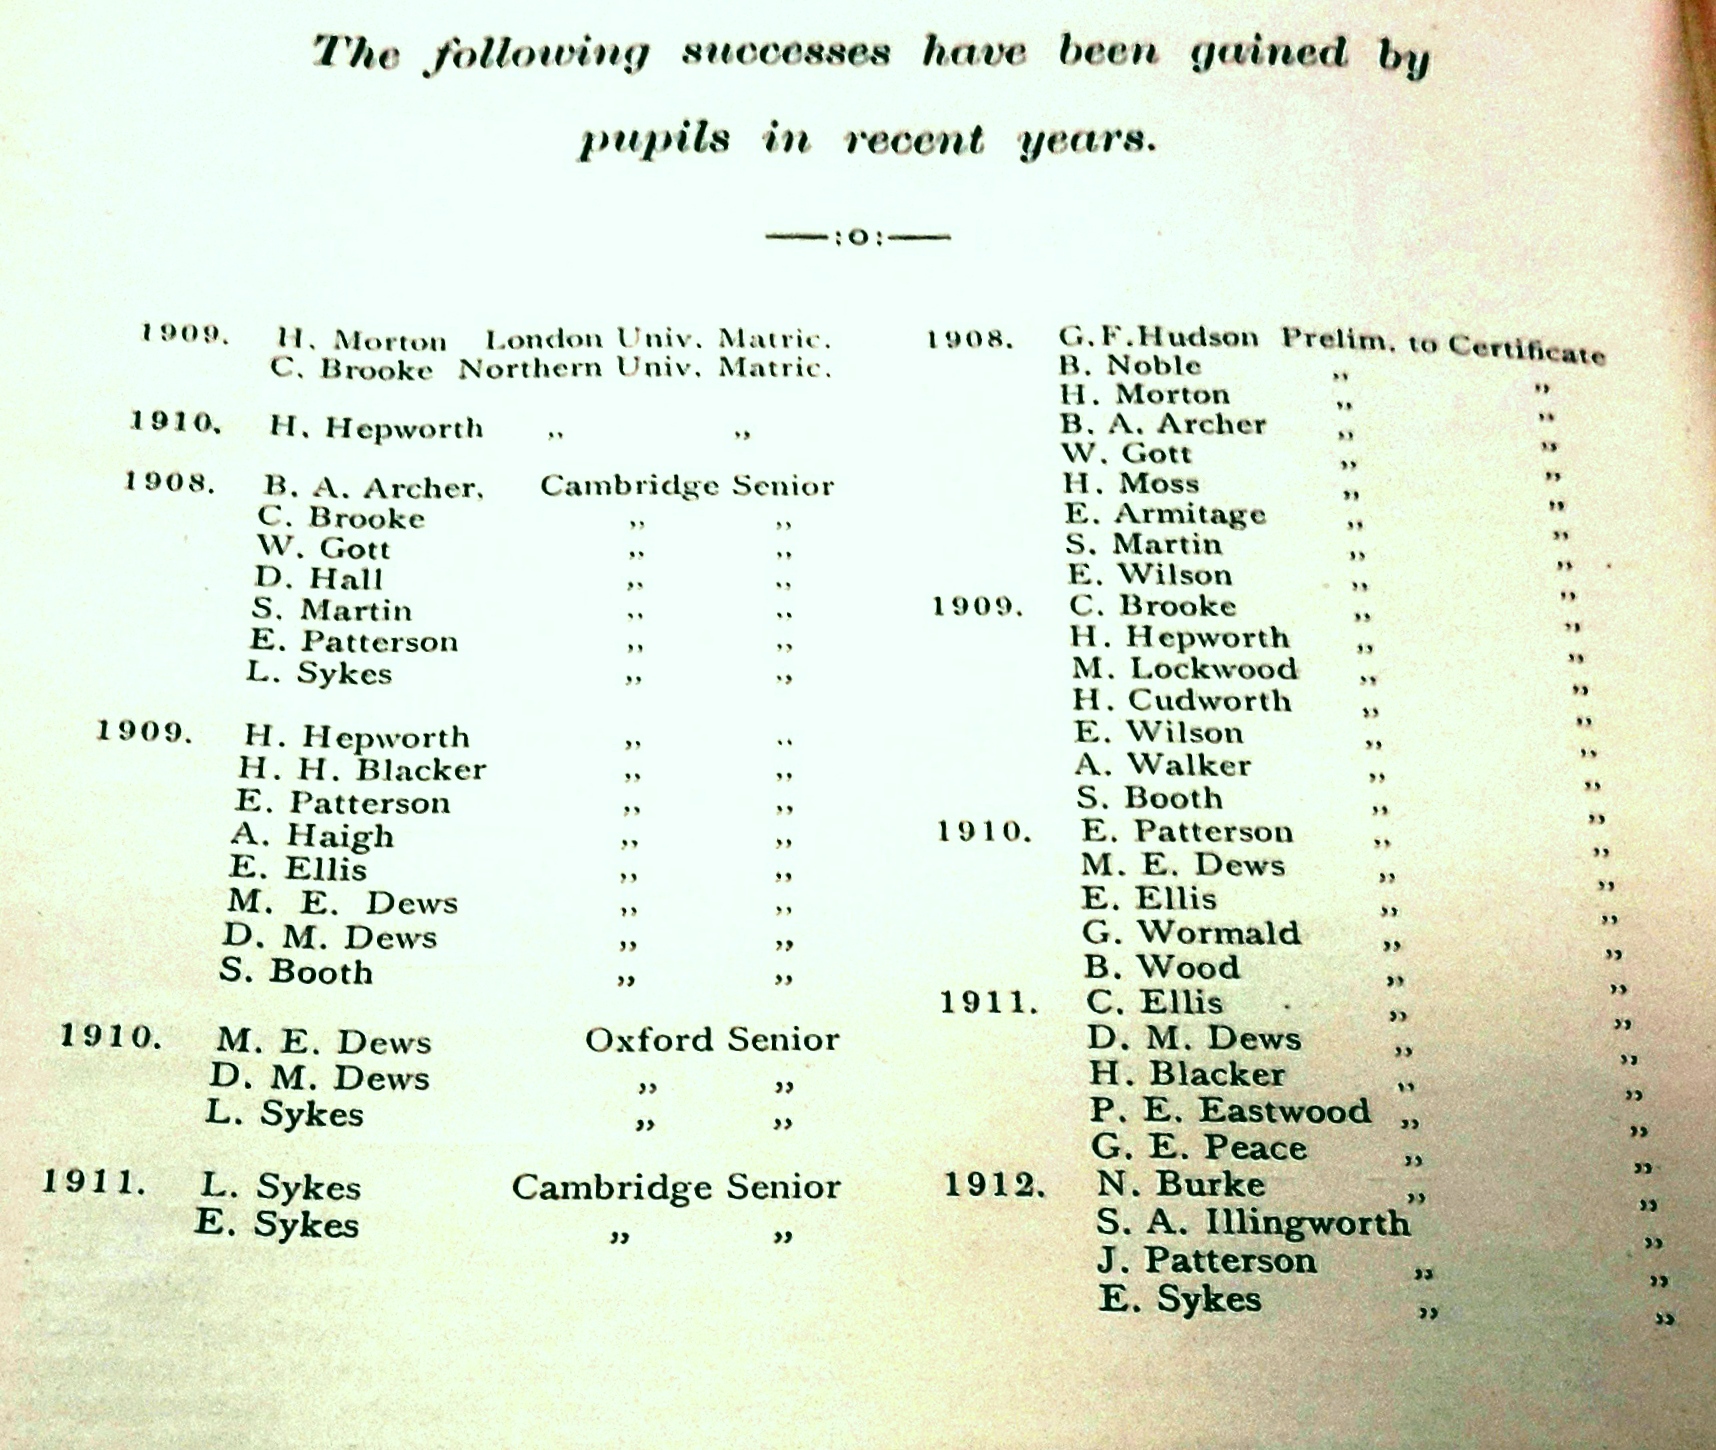 The following successes have been gained by
pupils in recent years.
——:o:——
1909. H. Morton London Univ. Matric.
C. Brooke Northern Univ. Matric.
1910. H. Hepworth ,, ,,
1908. B. A. Archer. Cambridge Senior
C. Brooke ,, ,,
W. Gott ,, ,,
D. Hall ,, ,,
S. Martin ,, ,,
E. Patterson ,, ,,
L. Sykes ,, ,,
1909. H. Hepworth ,, ,,
H. H. Blacker ,, ,,
E. Patterson ,, ,,
A. Haigh ,, ,,
E. Ellis ,, ,,
M. E. Dews ,, ,,
D. M. Dews ,, ,,
S. Booth ,, ,,
1910. M. E. Dews Oxford Senior
D. M. Dews ,, ,,
L. Sykes ,, ,,
1911. L. Sykes Cambridge Senior
E. Sykes ,, ,,
1908. G. F. Hudson Prelim. to Certificate
B. Noble ,, ,,
H. Morton ,, ,,
B. A. Archer ,, ,,
W. Gott ,, ,,
H. Moss ,, ,,
E. Armitage ,, ,,
S. Martin ,, ,,
E. Wilson ,, ,,
1909. C. Brooke ,, ,,
H. Hepworth ,, ,,
M. Lockwood ,, ,,
H. Cudworth ,, ,,
E. Wilson ,, ,,
A. Walker ,, ,,
S. Booth ,, ,,
1910. E. Patterson ,, ,,
M. E. Dews ,, ,,
E. Ellis ,, ,,
G. Wormald ,, ,,
B. Wood ,, ,,
1911. C. Ellis ,, ,,
D. M. Dews ,, ,,
H. Blacker ,, ,,
P. E. Eastwood ,, ,,
G. E. Peace ,, ,,
1912. N. Burke ,, ,,
S. A. Illingworth ,,
J. Patterson ,, ,,
E. Sykes ,, ,,